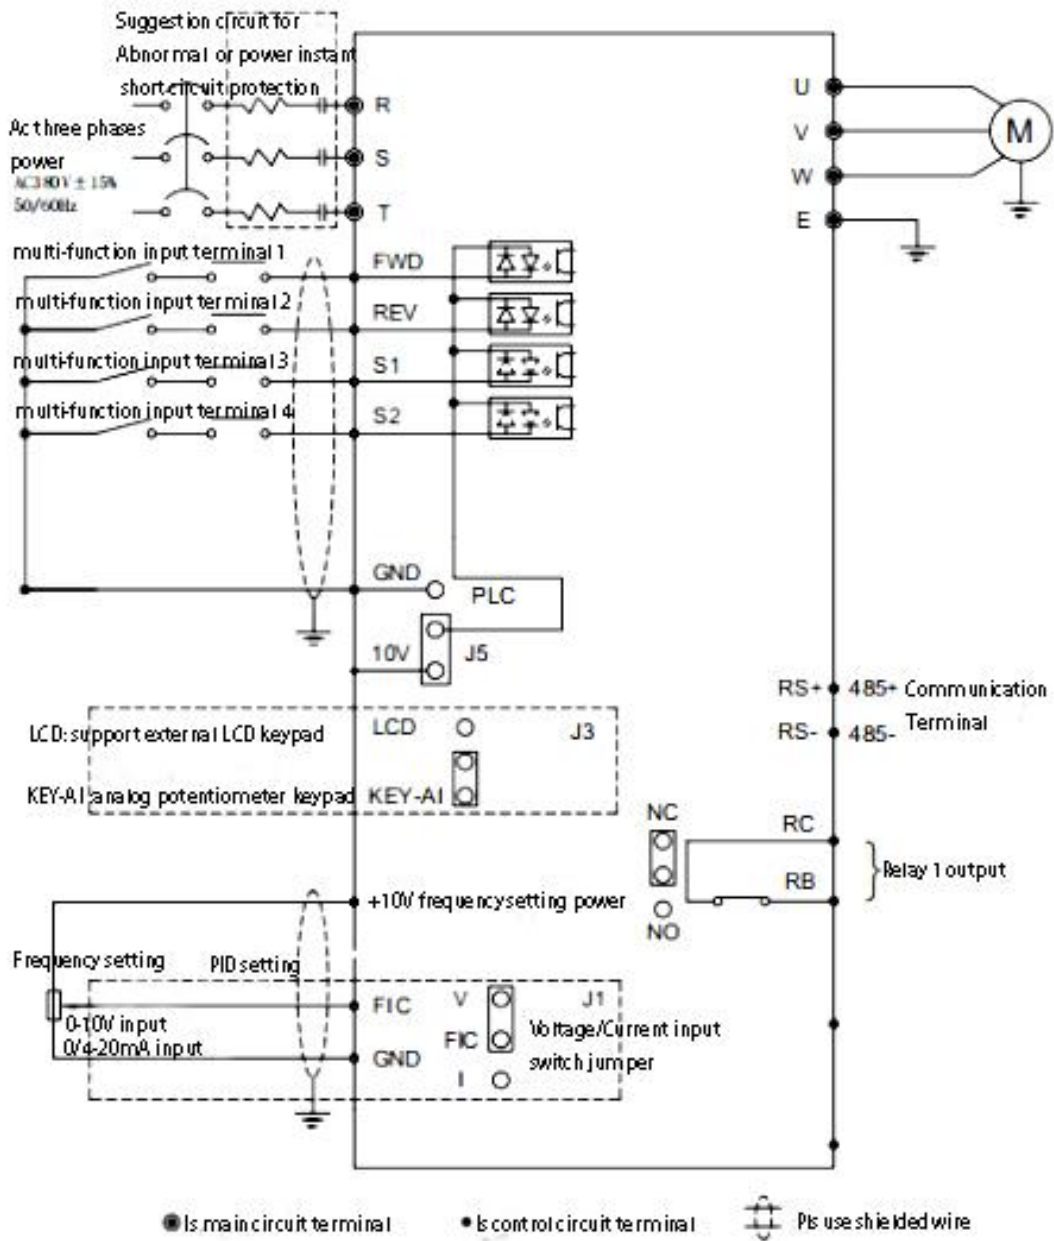 Suggestion circuit for
Abnormal or power instant
short circuit protection
R
U
Ac three phases
power
AC380V ± 15%
50/60Hz
S
V
M
W
T
E
multi-function input terminal 1
FWD
multi-function input terminal 2
REV
multi-function input terminal 3
S1
multi-function input terminal 4
S2
GND
PLC
10V
J5
RS+ 485+ Communication
Terminal
RS- 485-
LCD: support external LCD keypad
LCD
J3
KEY-AI analog potentiometer keypad
KEY-AI
NC
RC
Relay 1 output
RB
NO
+10V frequency setting power
Frequency setting
PID setting
0-10V input
0/4-20mA input
FIC
V
J1
FIC
Voltage/Current input
switch jumper
GND
I
Is main circuit terminal
Is control circuit terminal
Pls use shielded wire